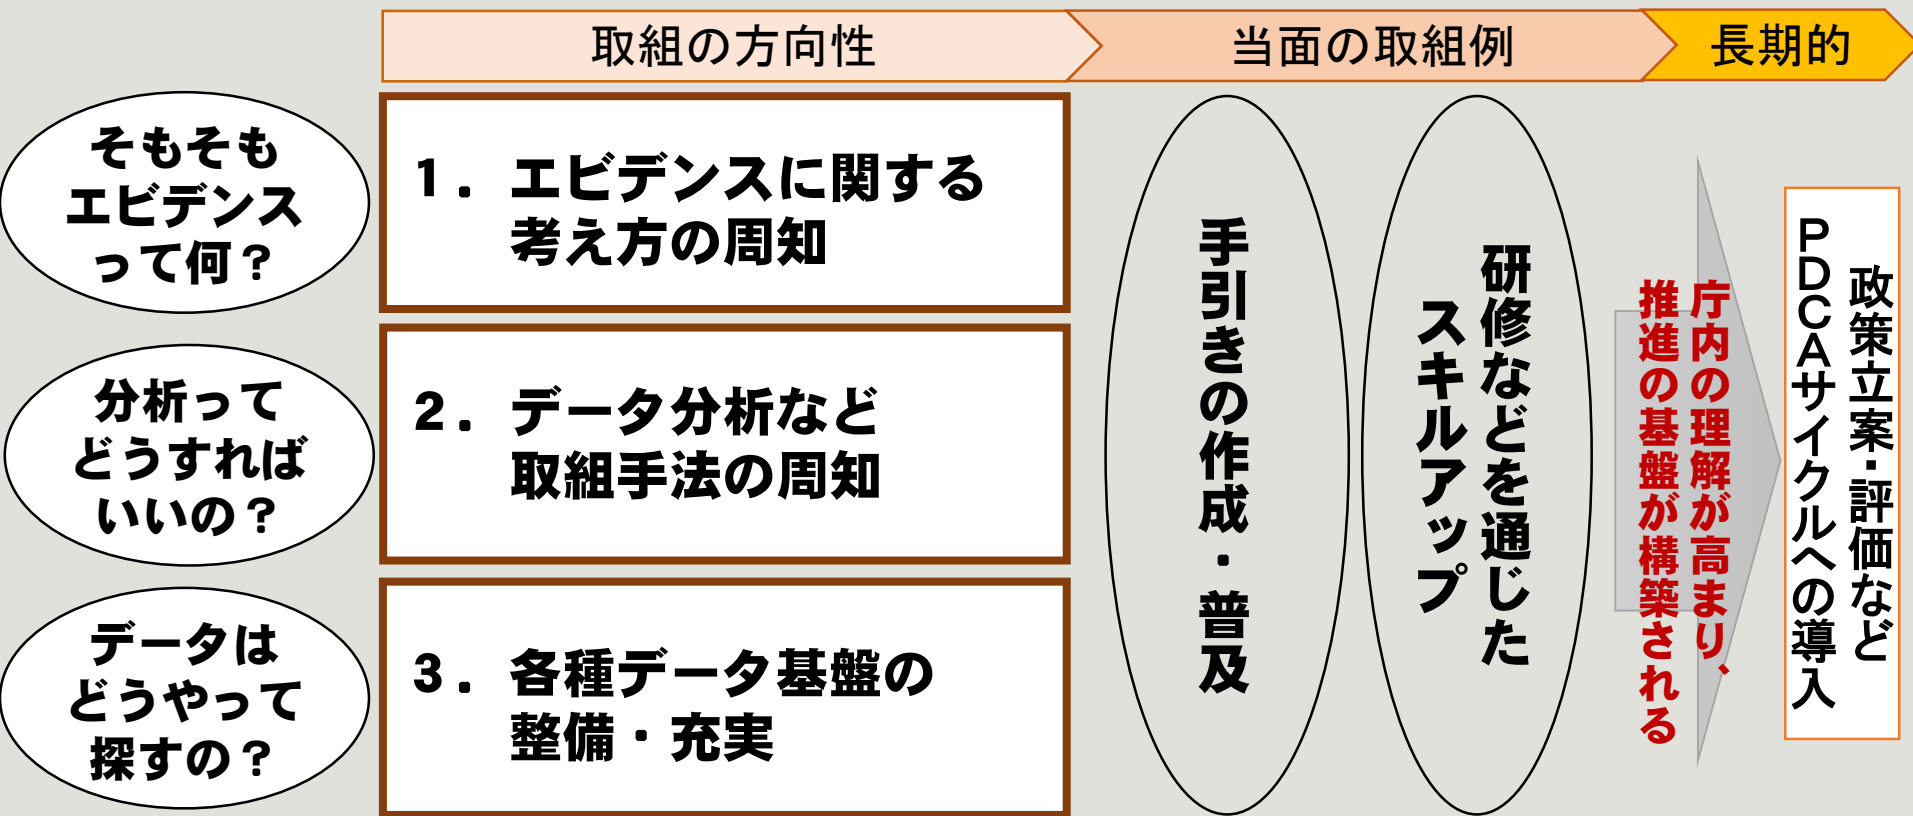 取組の方向性
当面の取組例
長期的
そもそも
エビデンス
って何？
１．エビデンスに関する
考え方の周知
分析って
どうすれば
いいの？
２．データ分析など
取組手法の周知
データは
どうやって
探すの？
３．各種データ基盤の
整備・充実
手引きの作成・普及
研修などを通じた
スキルアップ
庁内の理解が高まり、
推進の基盤が構築される
政策立案・評価など
ＰＤＣＡサイクルへの導入